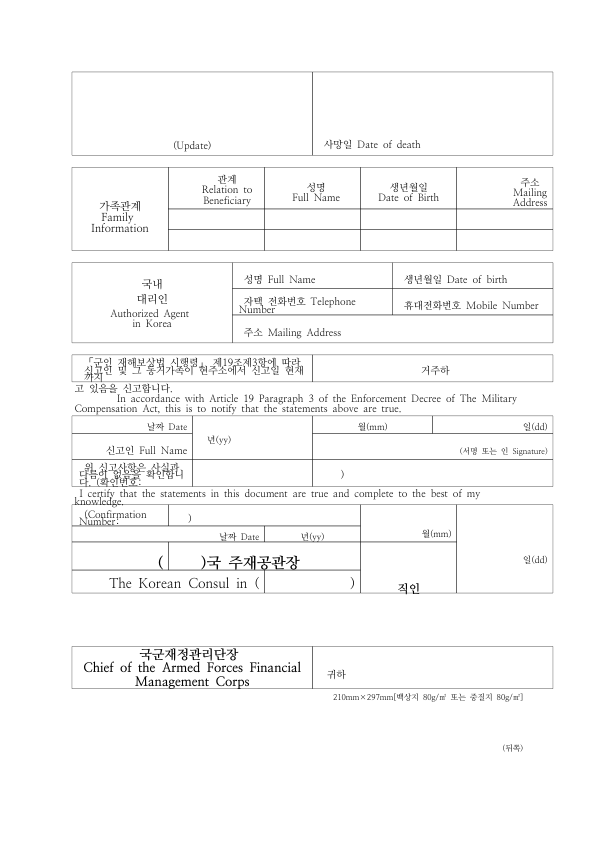 (Update)
사망일 Date of death
가족관계
Family
Information
관계
Relation to
Beneficiary
성명
Full Name
생년월일
Date of Birth
주소
Mailing
Address
국내
대리인
Authorized Agent
in Korea
성명 Full Name
생년월일 Date of birth
자택 전화번호 Telephone
Number
휴대전화번호 Mobile Number
주소 Mailing Address
「군인 재해보상법 시행령」 제19조제3항에 따라
신고인 및 그 동거가족이 현주소에서 신고일 현재
까지
거주하
고 있음을 신고합니다.
In accordance with Article 19 Paragraph 3 of the Enforcement Decree of The Military
Compensation Act, this is to notify that the statements above are true.
날짜 Date
년(yy)
월(mm)
일(dd)
신고인 Full Name
(서명 또는 인 Signature)
위 신고사항은 사실과
다름이 없음을 확인합니
다. (확인번호:
)
I certify that the statements in this document are true and complete to the best of my
knowledge.
(Confirmation
Number:
)
날짜 Date
년(yy)
월(mm)
일(dd)
( )국 주재공관장
The Korean Consul in ( )
직인
국군재정관리단장
Chief of the Armed Forces Financial
Management Corps
귀하
210mm×297mm[백상지 80g/㎡ 또는 중질지 80g/㎡]
(뒤쪽)